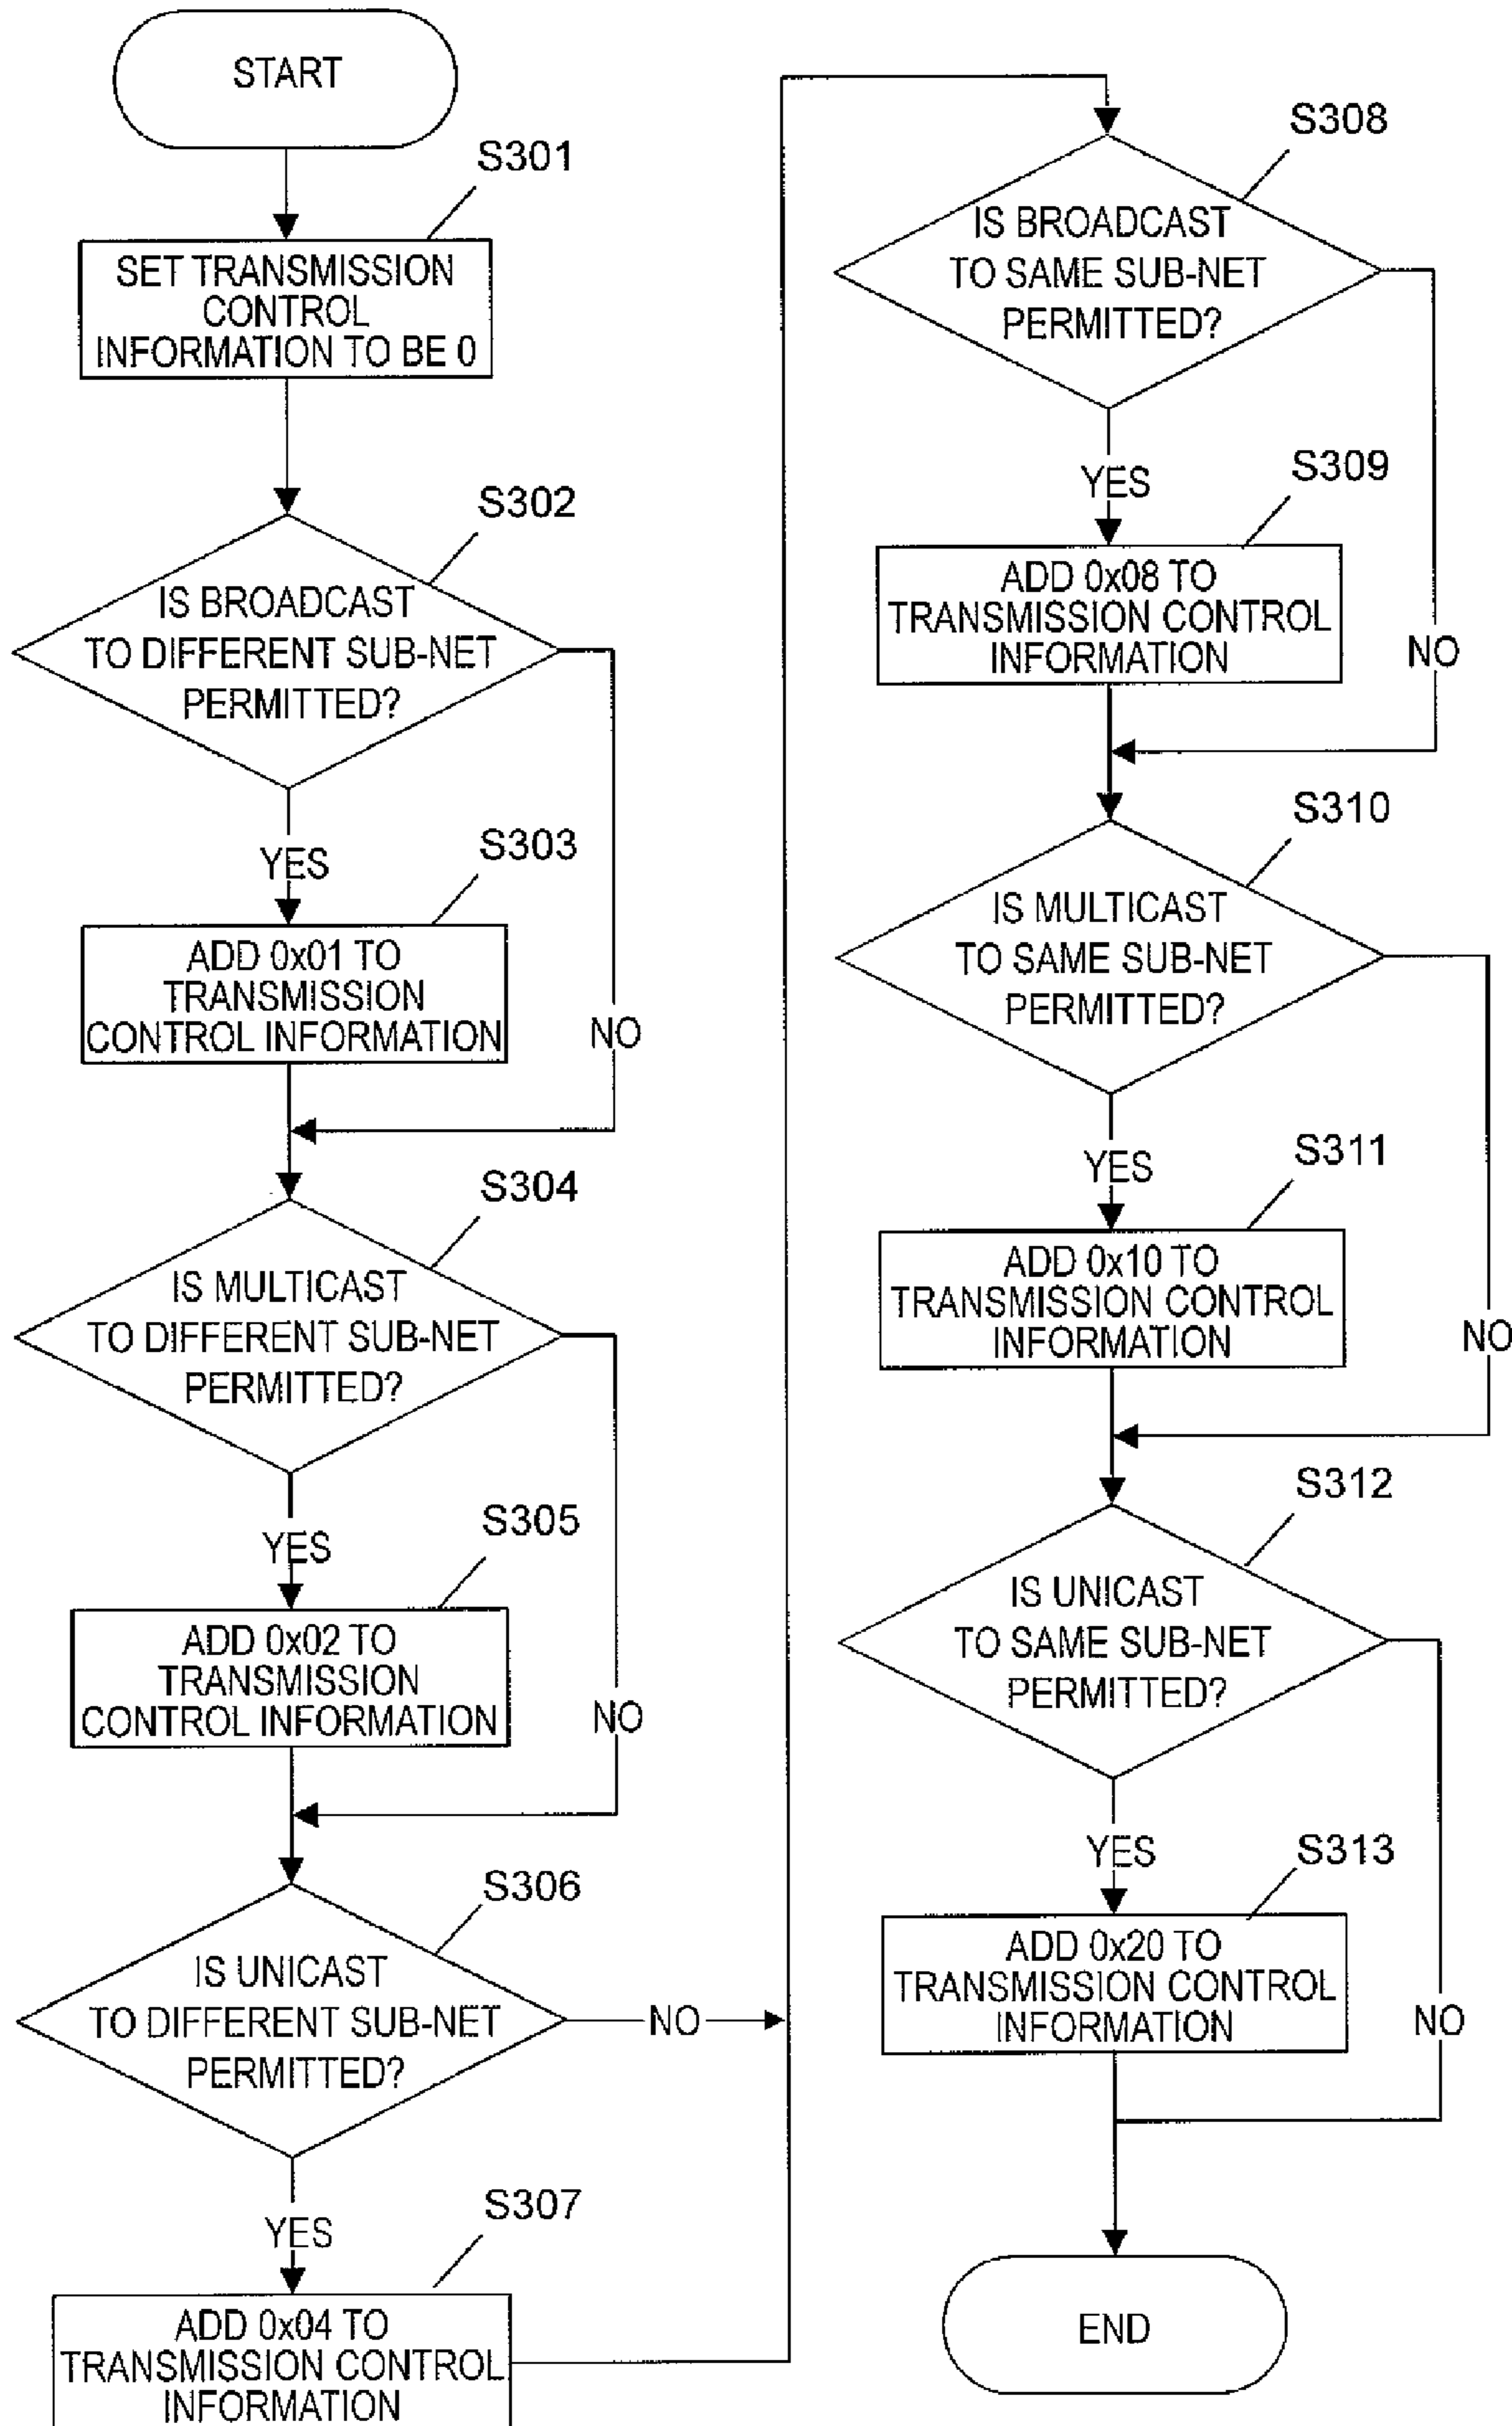 START
S301
SET TRANSMISSION
CONTROL
INFORMATION TO BE 0
S302
IS BROADCAST
TO DIFFERENT SUB-NET
PERMITTED?
YES
NO
S303
ADD 0x01 TO
TRANSMISSION
CONTROL INFORMATION
S304
IS MULTICAST
TO DIFFERENT SUB-NET
PERMITTED?
YES
NO
S305
ADD 0x02 TO
TRANSMISSION
CONTROL INFORMATION
S306
IS UNICAST
TO DIFFERENT SUB-NET
PERMITTED?
NO
YES
S307
ADD 0x04 TO
TRANSMISSION CONTROL
INFORMATION
S308
IS BROADCAST
TO SAME SUB-NET
PERMITTED?
YES
NO
S309
ADD 0x08 TO
TRANSMISSION CONTROL
INFORMATION
S310
IS MULTICAST
TO SAME SUB-NET
PERMITTED?
YES
NO
S311
ADD 0x10 TO
TRANSMISSION CONTROL
INFORMATION
S312
IS UNICAST
TO SAME SUB-NET
PERMITTED?
YES
NO
S313
ADD 0x20 TO
TRANSMISSION CONTROL
INFORMATION
END